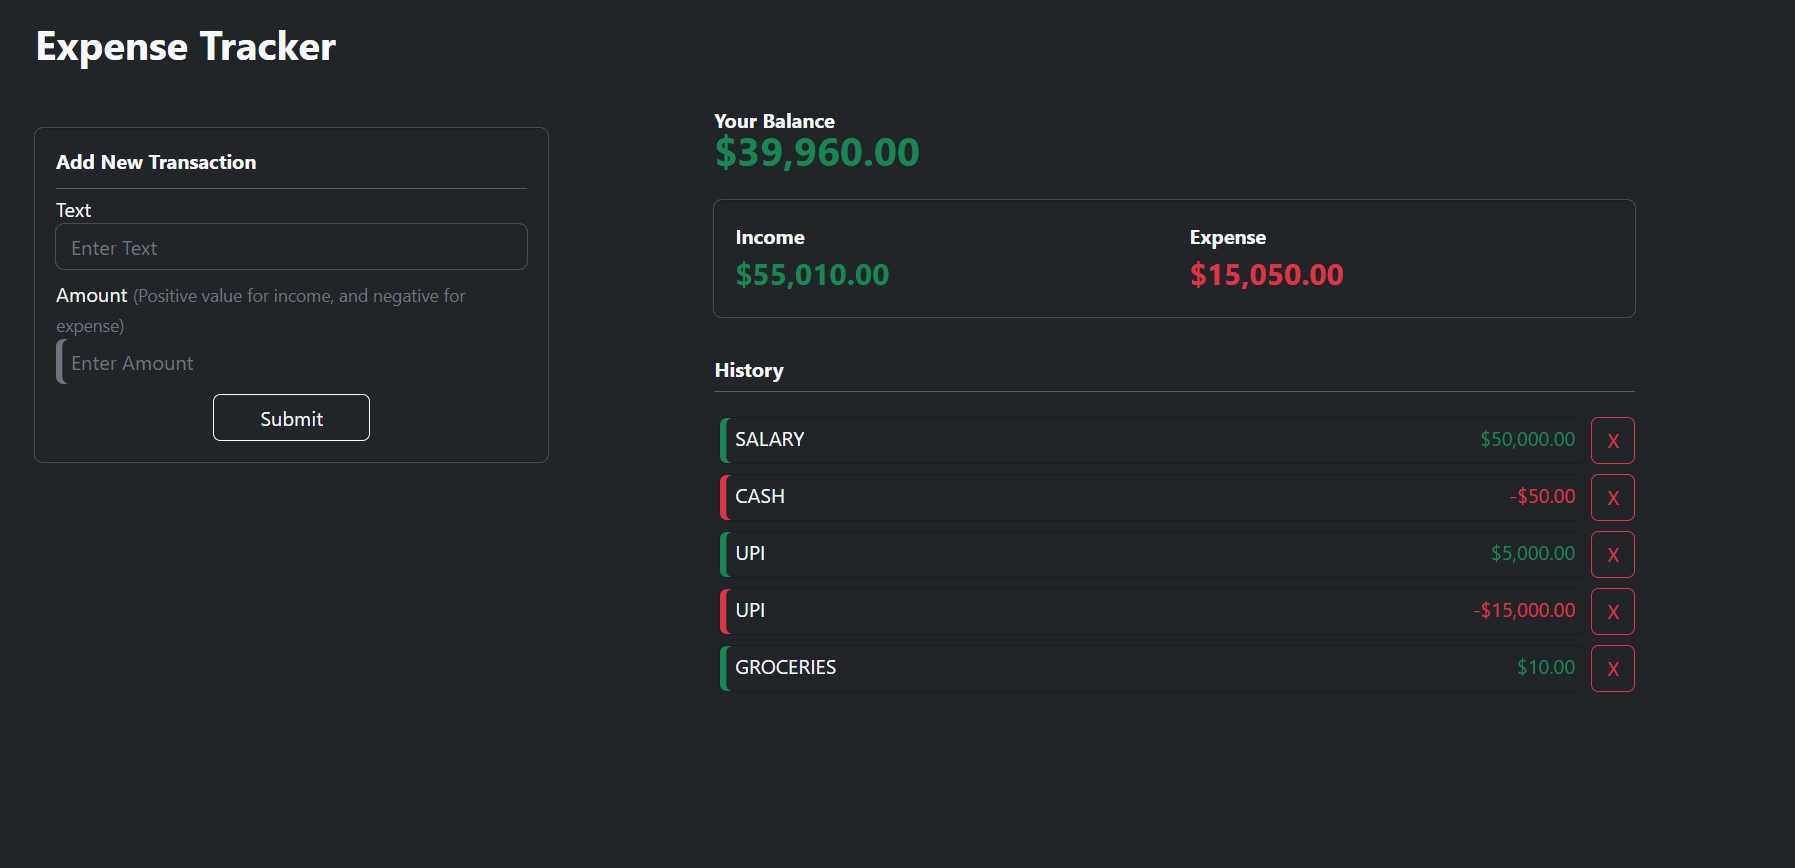 Expense Tracker
Add New Transaction
Text
Enter Text
Amount (Positive value for income, and negative for
expense)
Enter Amount
Submit
Your Balance
$39,960.00
Income
$55,010.00
Expense
$15,050.00
History
SALARY $50,000.00 X
CASH -$50.00 X
UPI $5,000.00 X
UPI -$15,000.00 X
GROCERIES $10.00 X